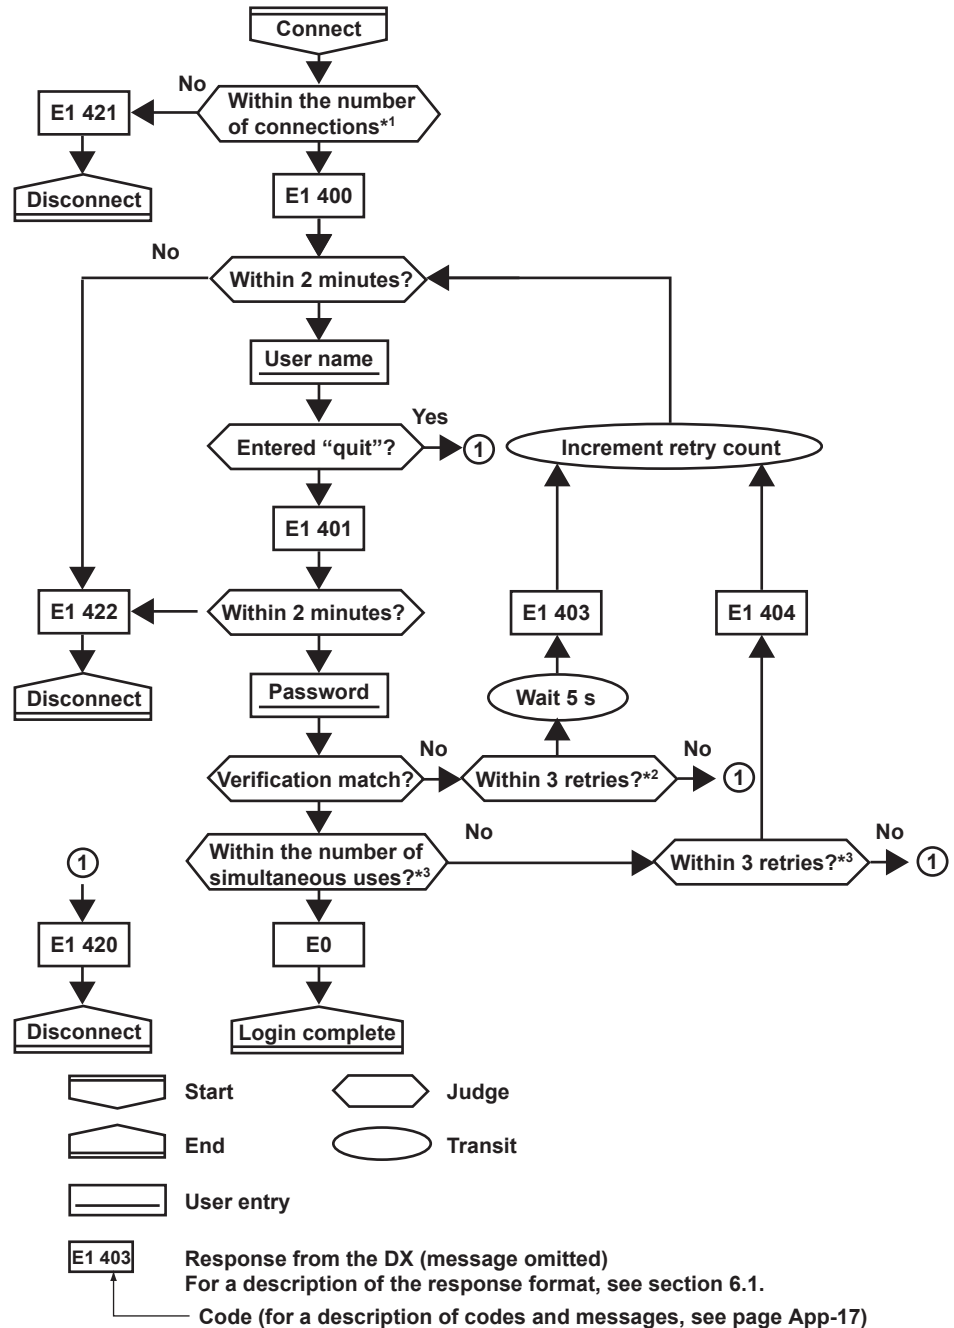 Connect
No
Within the number
of connections*1
E1 421
Disconnect
E1 400
No
Within 2 minutes?
User name
Yes
Entered “quit”?
1
Increment retry count
E1 401
E1 422
Within 2 minutes?
E1 403
E1 404
Disconnect
Password
Wait 5 s
No
No
Verification match?
Within 3 retries?*2
1
No
No
Within the number of
simultaneous uses?*3
Within 3 retries?*3
1
1
E1 420
E0
Disconnect
Login complete
Start
Judge
End
Transit
User entry
E1 403
Response from the DX (message omitted)
For a description of the response format, see section 6.1.
Code (for a description of codes and messages, see page App-17)